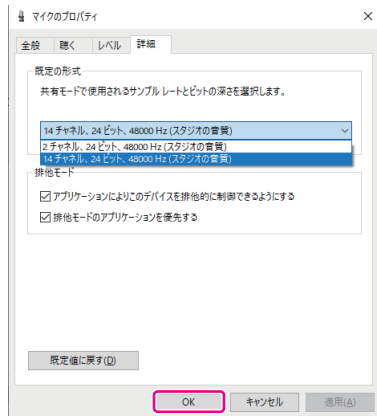 マイクのプロパティ
全般 聴く レベル 詳細
既定の形式
共有モードで使用されるサンプル レートとビットの深さを選択します。
14 チャネル、24 ビット、48000 Hz (スタジオの音質)
2 チャネル、24 ビット、48000 Hz (スタジオの音質)
14 チャネル、24 ビット、48000 Hz (スタジオの音質)
排他モード
アプリケーションによりこのデバイスを排他的に制御できるようにする
排他モードのアプリケーションを優先する
既定値に戻す(D)
OK キャンセル 適用(A)